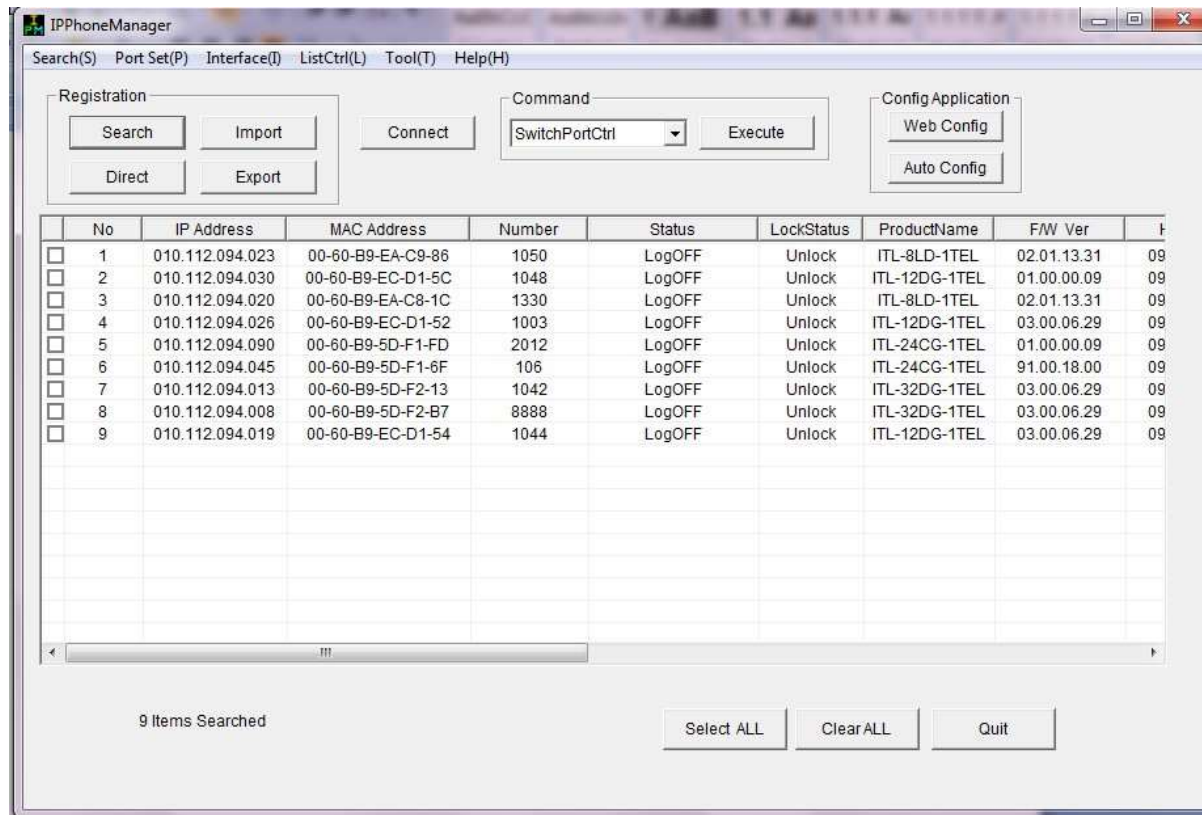 IPPhoneManager
Search(S) Port Set(P) Interface(I) ListCtrl(L) Tool(T) Help(H)
Registration Command Config Application
Search Import Connect SwitchPortCtrl Execute Web Config
Direct Export Auto Config
No IP Address MAC Address Number Status LockStatus ProductName F/W Ver
1 010.112.094.023 00-60-B9-EA-C9-86 1050 LogOFF Unlock ITL-8LD-1TEL 02.01.13.31 09
2 010.112.094.030 00-60-B9-EC-D1-5C 1048 LogOFF Unlock ITL-12DG-1TEL 01.00.00.09 09
3 010.112.094.020 00-60-B9-EA-C8-1C 1330 LogOFF Unlock ITL-8LD-1TEL 02.01.13.31 09
4 010.112.094.026 00-60-B9-EC-D1-52 1003 LogOFF Unlock ITL-12DG-1TEL 03.00.06.29 09
5 010.112.094.090 00-60-B9-5D-F1-FD 2012 LogOFF Unlock ITL-24CG-1TEL 01.00.00.09 09
6 010.112.094.045 00-60-B9-5D-F1-6F 106 LogOFF Unlock ITL-24CG-1TEL 91.00.18.00 09
7 010.112.094.013 00-60-B9-5D-F2-13 1042 LogOFF Unlock ITL-32DG-1TEL 03.00.06.29 09
8 010.112.094.008 00-60-B9-5D-F2-B7 8888 LogOFF Unlock ITL-32DG-1TEL 03.00.06.29 09
9 010.112.094.019 00-60-B9-EC-D1-54 1044 LogOFF Unlock ITL-12DG-1TEL 03.00.06.29 09
9 Items Searched
Select ALL Clear ALL Quit